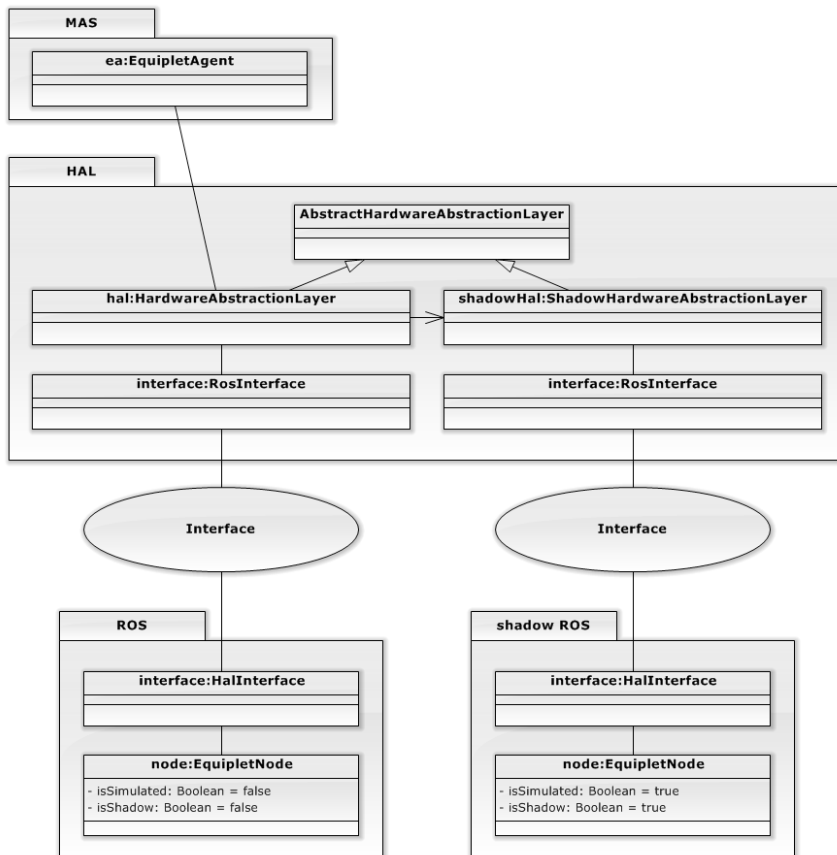 MAS
ea:EquipletAgent
HAL
AbstractHardwareAbstractionLayer
hal:HardwareAbstractionLayer
shadowHal:ShadowHardwareAbstractionLayer
interface:RosInterface
interface:RosInterface
Interface
Interface
ROS
shadow ROS
interface:HalInterface
interface:HalInterface
node:EquipletNode
- isSimulated: Boolean = false
- isShadow: Boolean = false
node:EquipletNode
- isSimulated: Boolean = true
- isShadow: Boolean = true